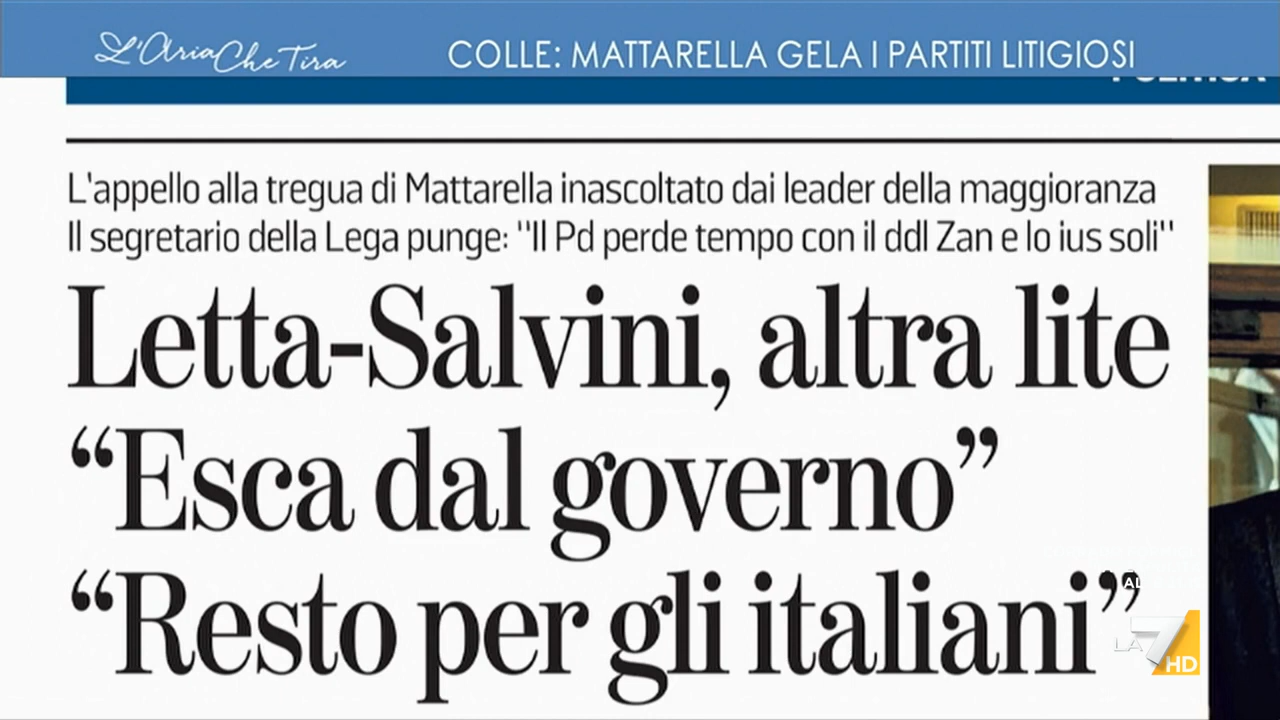 L'Aria Che Tira
COLLE: MATTARELLA GELA I PARTITI LITIGIOSI
L'appello alla tregua di Mattarella inascoltato dai leader della maggioranza
Il segretario della Lega punge: "Il Pd perde tempo con il ddl Zan e lo ius soli"
Letta-Salvini, altra lite
“Esca dal governo”
“Resto per gli italiani”
LA 7 HD